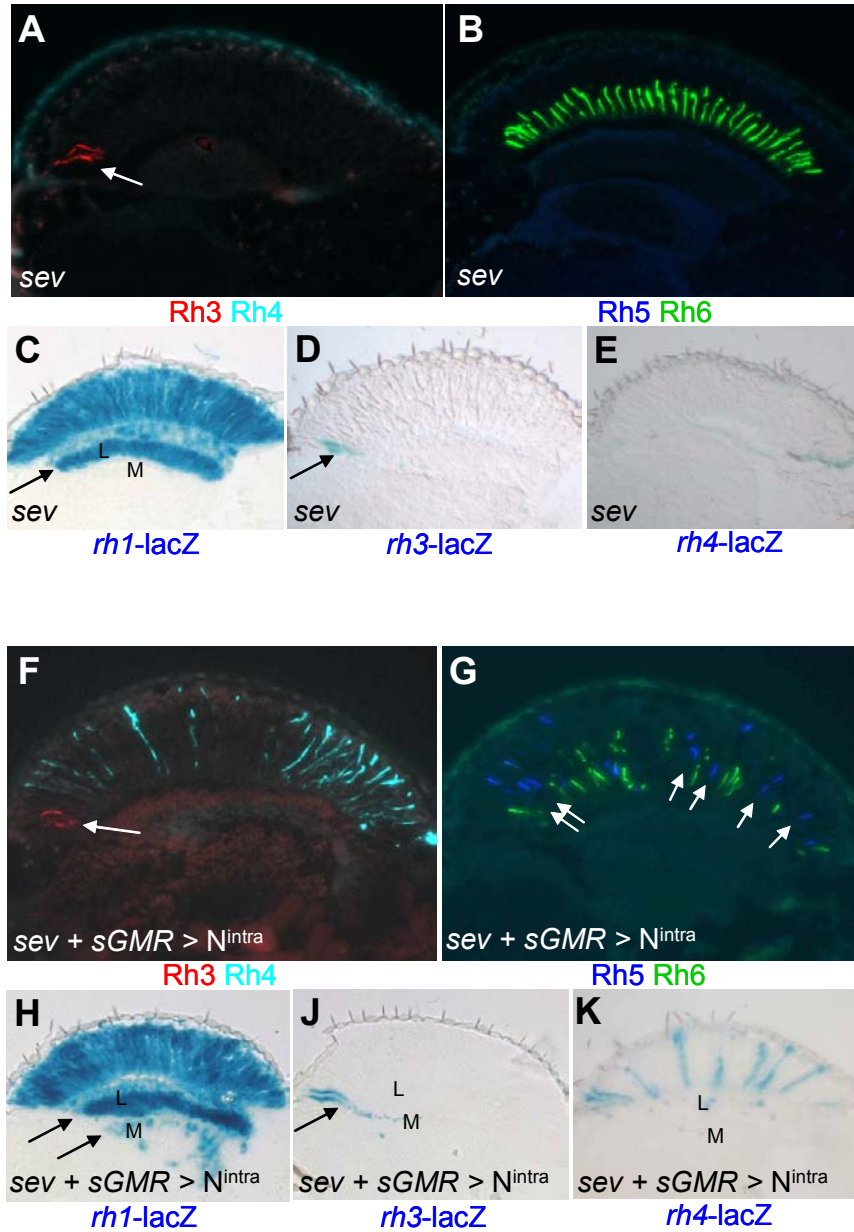 A B
sev
Rh3 Rh4 Rh5 Rh6
C D E
L
M
sev sev sev
rh1-lacZ rh3-lacZ rh4-lacZ
F G
sev + sGMR > Nintra sev + sGMR > Nintra
Rh3 Rh4 Rh5 Rh6
H J K
L L L
M M M
sev + sGMR > Nintra sev + sGMR > Nintra sev + sGMR > Nintra
rh1-lacZ rh3-lacZ rh4-lacZ